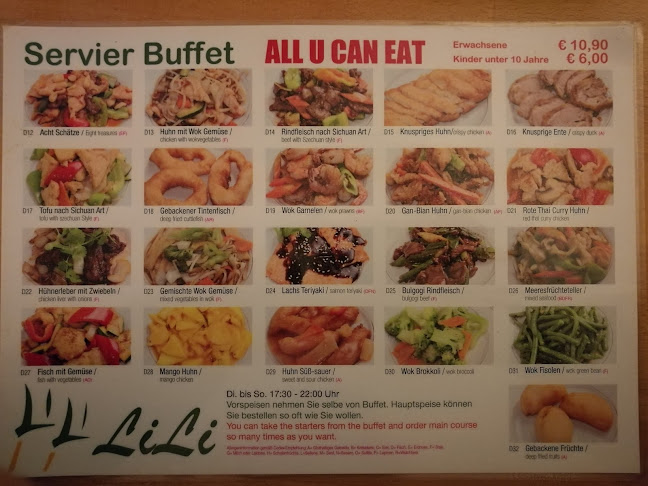 Servier Buffet
ALL U CAN EAT
Erwachsene € 10,90
Kinder unter 10 Jahre € 6,00
D12 Acht Schätze / Eight treasures
D13 Huhn mit Wok Gemüse /
chicken with wokvegetables (F)
D14 Rindfleisch nach Sichuan Art /
beef with Szechuan style (F)
D15 Knuspriges Huhn/crispy chicken (A)
D16 Knusprige Ente / crispy duck (A)
D17 Tofu nach Sichuan Art /
tofu with szechuan Style (F)
D18 Gebackener Tintenfisch /
deep fried cuttlefish
D19 Wok Garnelen / wok prawns
D20 Gan-Bian Huhn / gan-bian chicken
D21 Rote Thai Curry Huhn /
red thai curry chicken
D22 Hühnerleber mit Zwiebeln /
chicken liver with onions (F)
D23 Gemischte Wok Gemüse /
mixed vegetables in wok (F)
D24 Lachs Teriyaki / salmon teriyaki
D25 Bulgogi Rindfleisch /
bulgogi beef (F)
D26 Meeresfrüchteteller /
mixed seafood
D27 Fisch mit Gemüse /
fish with vegetables
D28 Mango Huhn /
mango chicken
D29 Huhn Süß-sauer /
sweet and sour chicken (A)
D30 Wok Brokkoli / wok broccoli
D31 Wok Fisolen / wok green bean (F)
D32 Gebackene Früchte /
deep fried fruits (A)
LiLi
Di. bis So. 17:30 - 22:00 Uhr
Vorspeisen nehmen Sie selbe von Buffet. Hauptspeise können
Sie bestellen so oft wie Sie wollen.
You can take the starters from the buffet and order main course
so many times as you want.